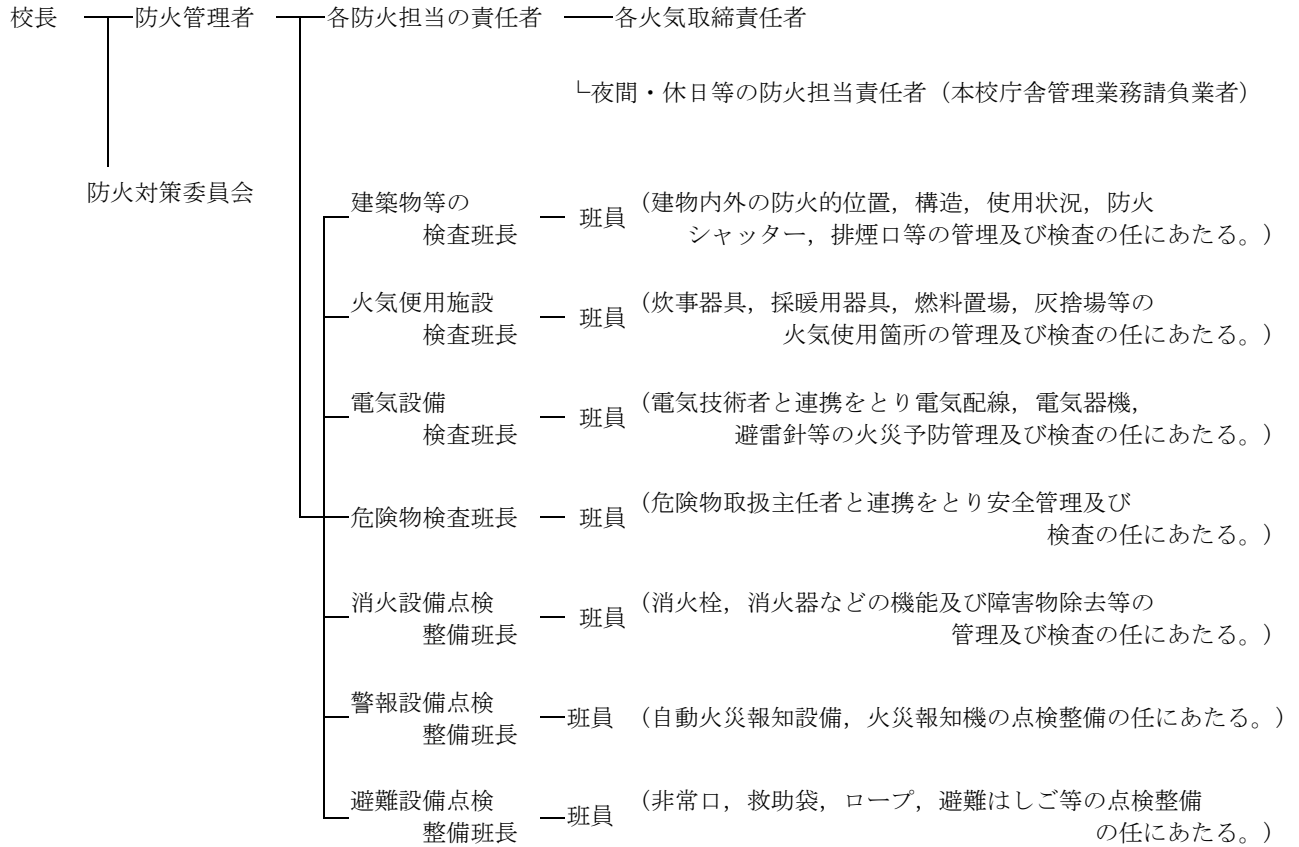 校長 防火管理者 各防火担当の責任者 各火気取締責任者
└夜間・休日等の防火担当責任者（本校庁舎管理業務請負業者）
防火対策委員会
建築物等の
検査班長 班員 （建物内外の防火的位置，構造，使用状況，防火
シャッター，排煙口等の管埋及び検査の任にあたる。）
火気便用施設
検査班長 班員 （炊事器具，採暖用器具，燃料置場，灰捨場等の
火気使用箇所の管理及び検査の任にあたる。）
電気設備
検査班長 班員 （電気技術者と連携をとり電気配線，電気器機，
避雷針等の火災予防管理及び検査の任にあたる。）
危険物検査班長 班員 （危険物取扱主任者と連携をとり安全管理及び
検査の任にあたる。）
消火設備点検
整備班長 班員 （消火栓，消火器などの機能及び障害物除去等の
管理及び検査の任にあたる。）
警報設備点検
整備班長 班員 （自動火災報知設備，火災報知機の点検整備の任にあたる。）
避難設備点検
整備班長 班員 （非常口，救助袋，ロープ，避難はしご等の点検整備
の任にあたる。）